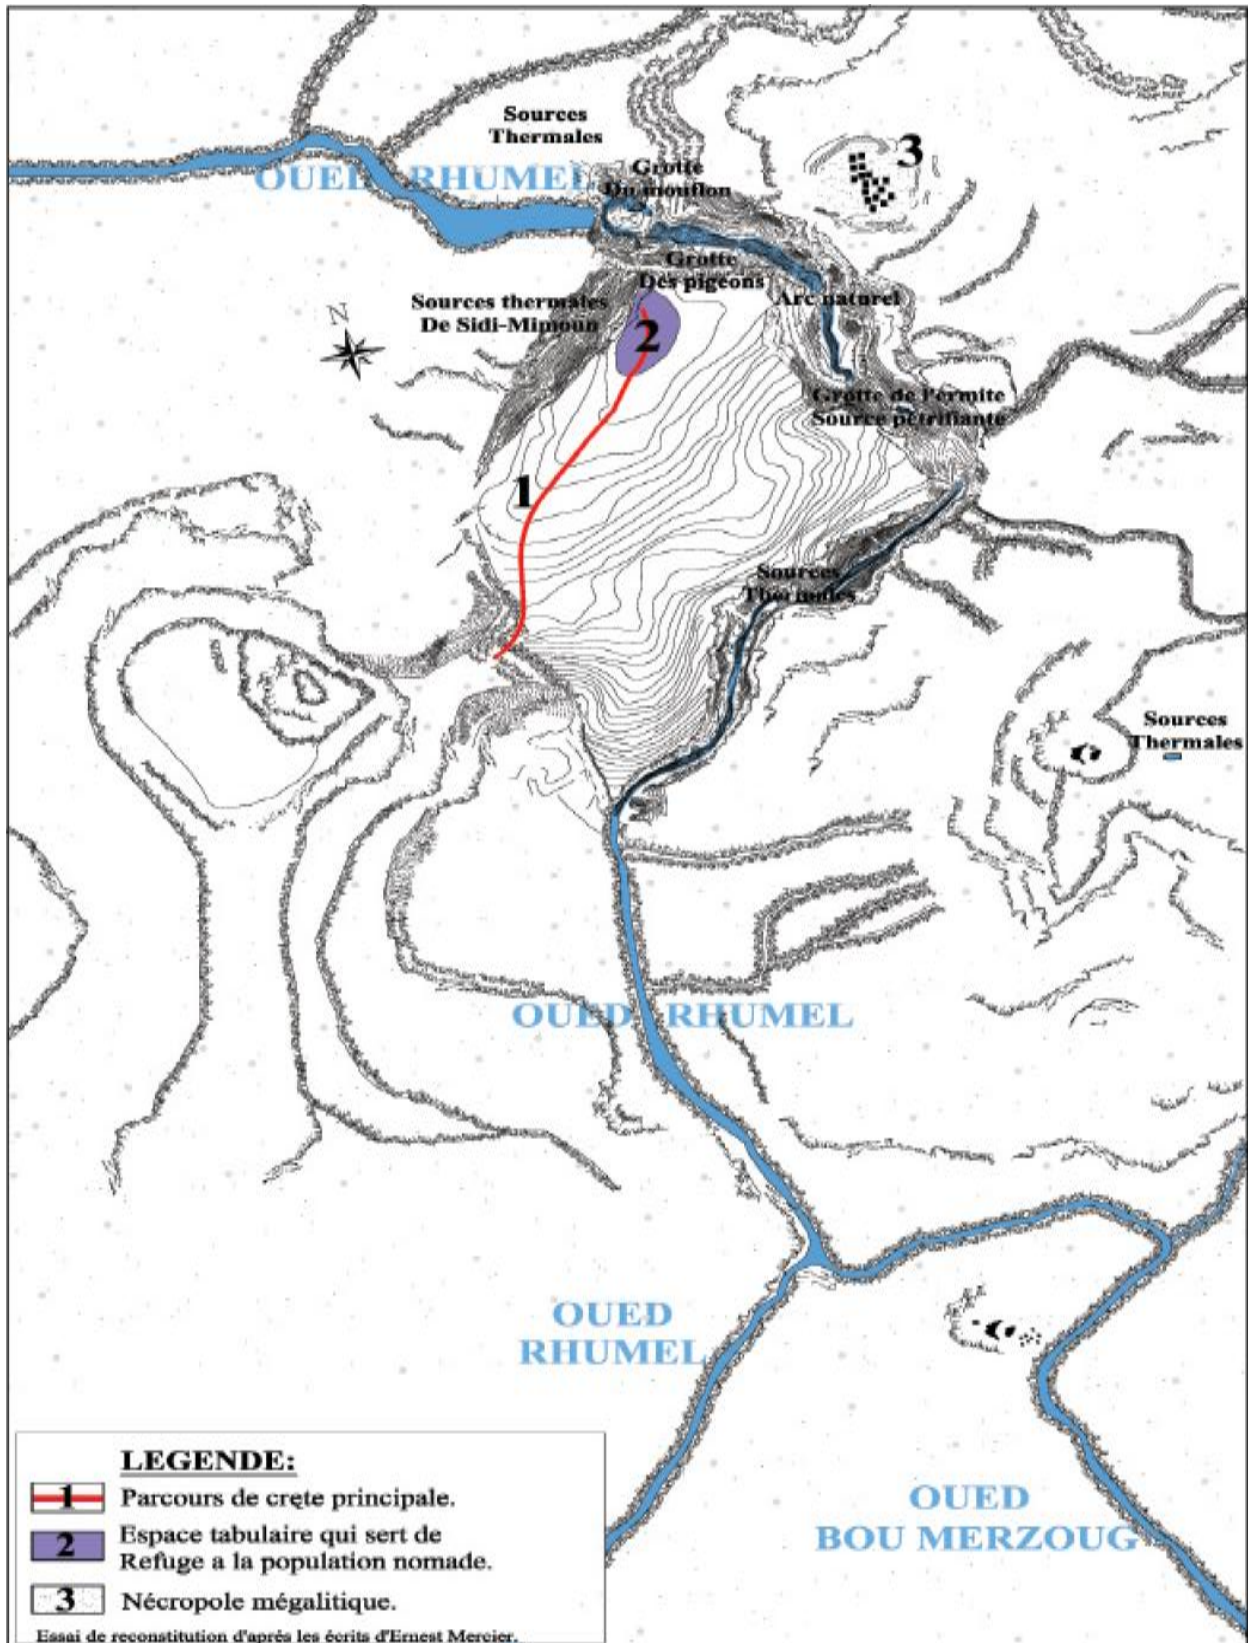 Sources
Thermales
OUED RHUMEL
Grotte
Du mouflon
3
Grotte
Des pigeons
Arc naturel
Sources thermales
De Sidi-Mimoun
N
2
Grotte de l'ermite
Source pétrifiante
1
Sources
Thermales
Sources
Thermales
OUED RHUMEL
OUED
RHUMEL
OUED
BOU MERZOUG
LEGENDE:
1 Parcours de cręte principale.
2 Espace tabulaire qui sert de
Refuge a la population nomade.
3 Nécropole mégalitique.
Essai de reconstitution d'après les écrits d'Ernest Mercier.